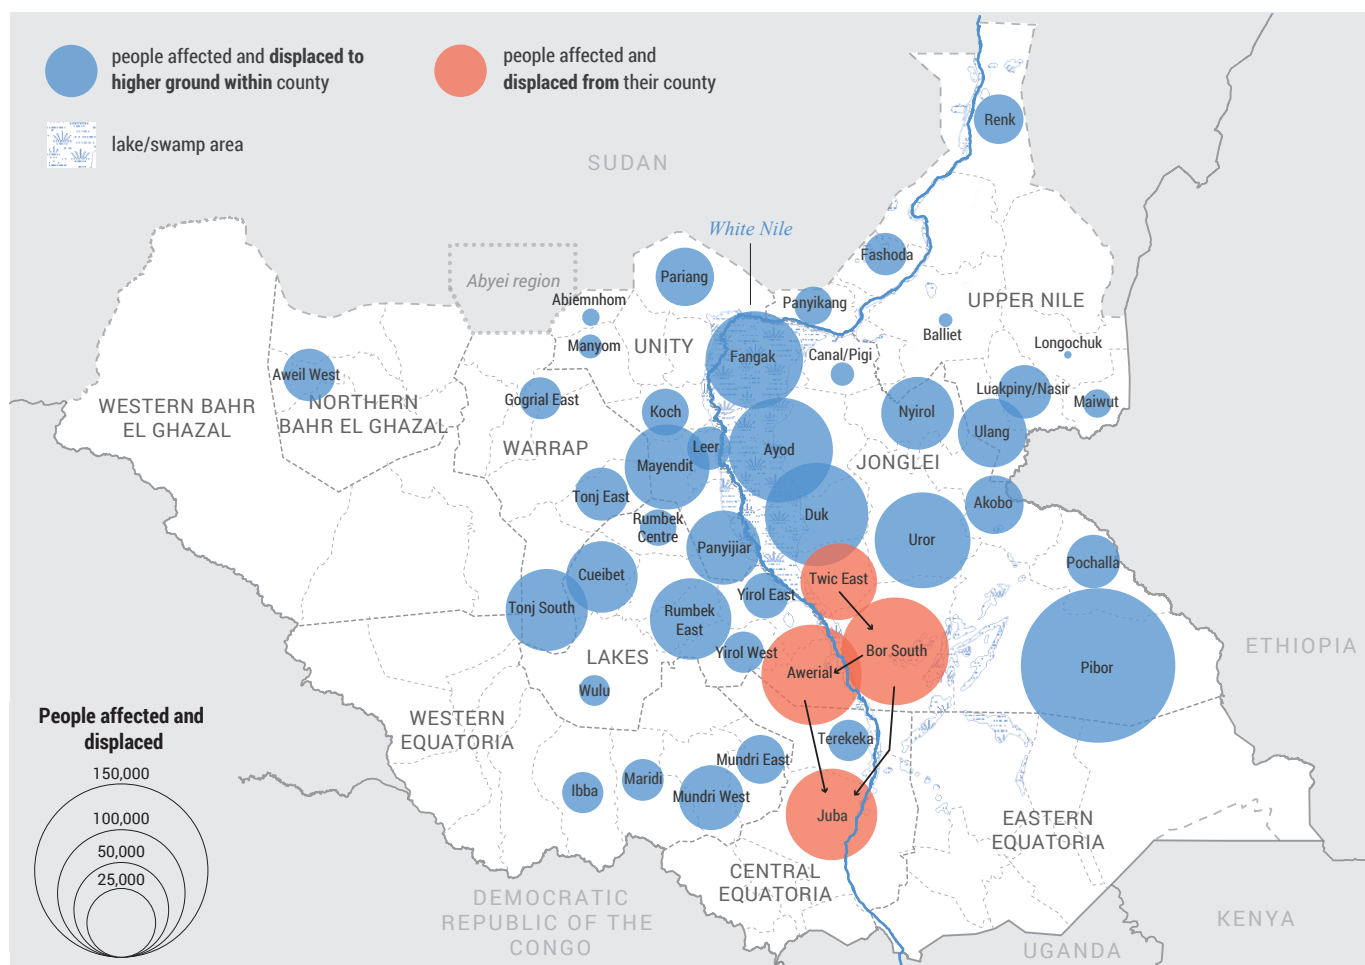 people affected and displaced to
higher ground within county
people affected and
displaced from their county
lake/swamp area
SUDAN
Renk
White Nile
Fashoda
Abyei region
Pariang
Abiemnhom
Panyikang
UPPER NILE
Balliet
Manyom
UNITY
Fangak
Canal/Pigi
Longochuk
Aweil West
Gogrial East
Luakpiny/Nasir
Maiwut
WESTERN BAHR
EL GHAZAL
NORTHERN
BAHR EL GHAZAL
Koch
Nyirol
Ulang
WARRAP
Leer
Ayod
JONGLEI
Mayendit
Tonj East
Akobo
Rumbek
Centre
Duk
Uror
Panyijiar
Pochalla
Cueibet
Twic East
Yirol East
Tonj South
Rumbek
East
Bor South
ETHIOPIA
LAKES
Yirol West
Awerial
Pibor
Wulu
People affected and
displaced
150,000
100,000
50,000
25,000
WESTERN
EQUATORIA
Terekeka
Mundri East
Ibba
Maridi
Mundri West
Juba
EASTERN
EQUATORIA
CENTRAL
EQUATORIA
DEMOCRATIC
REPUBLIC OF THE
CONGO
KENYA
UGANDA